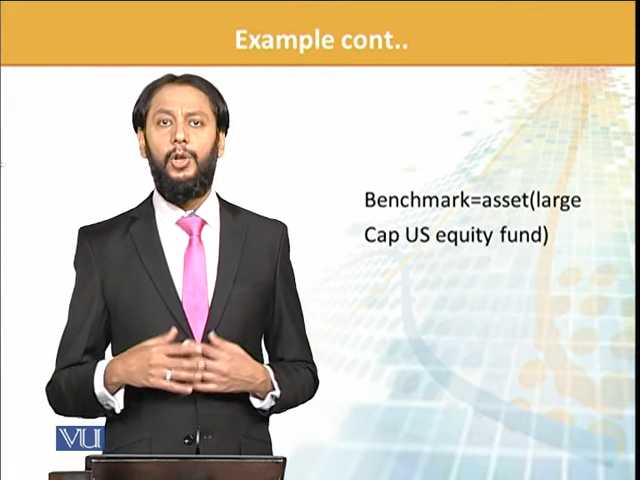 Example cont..
Benchmark=asset(large
Cap US equity fund)
VU